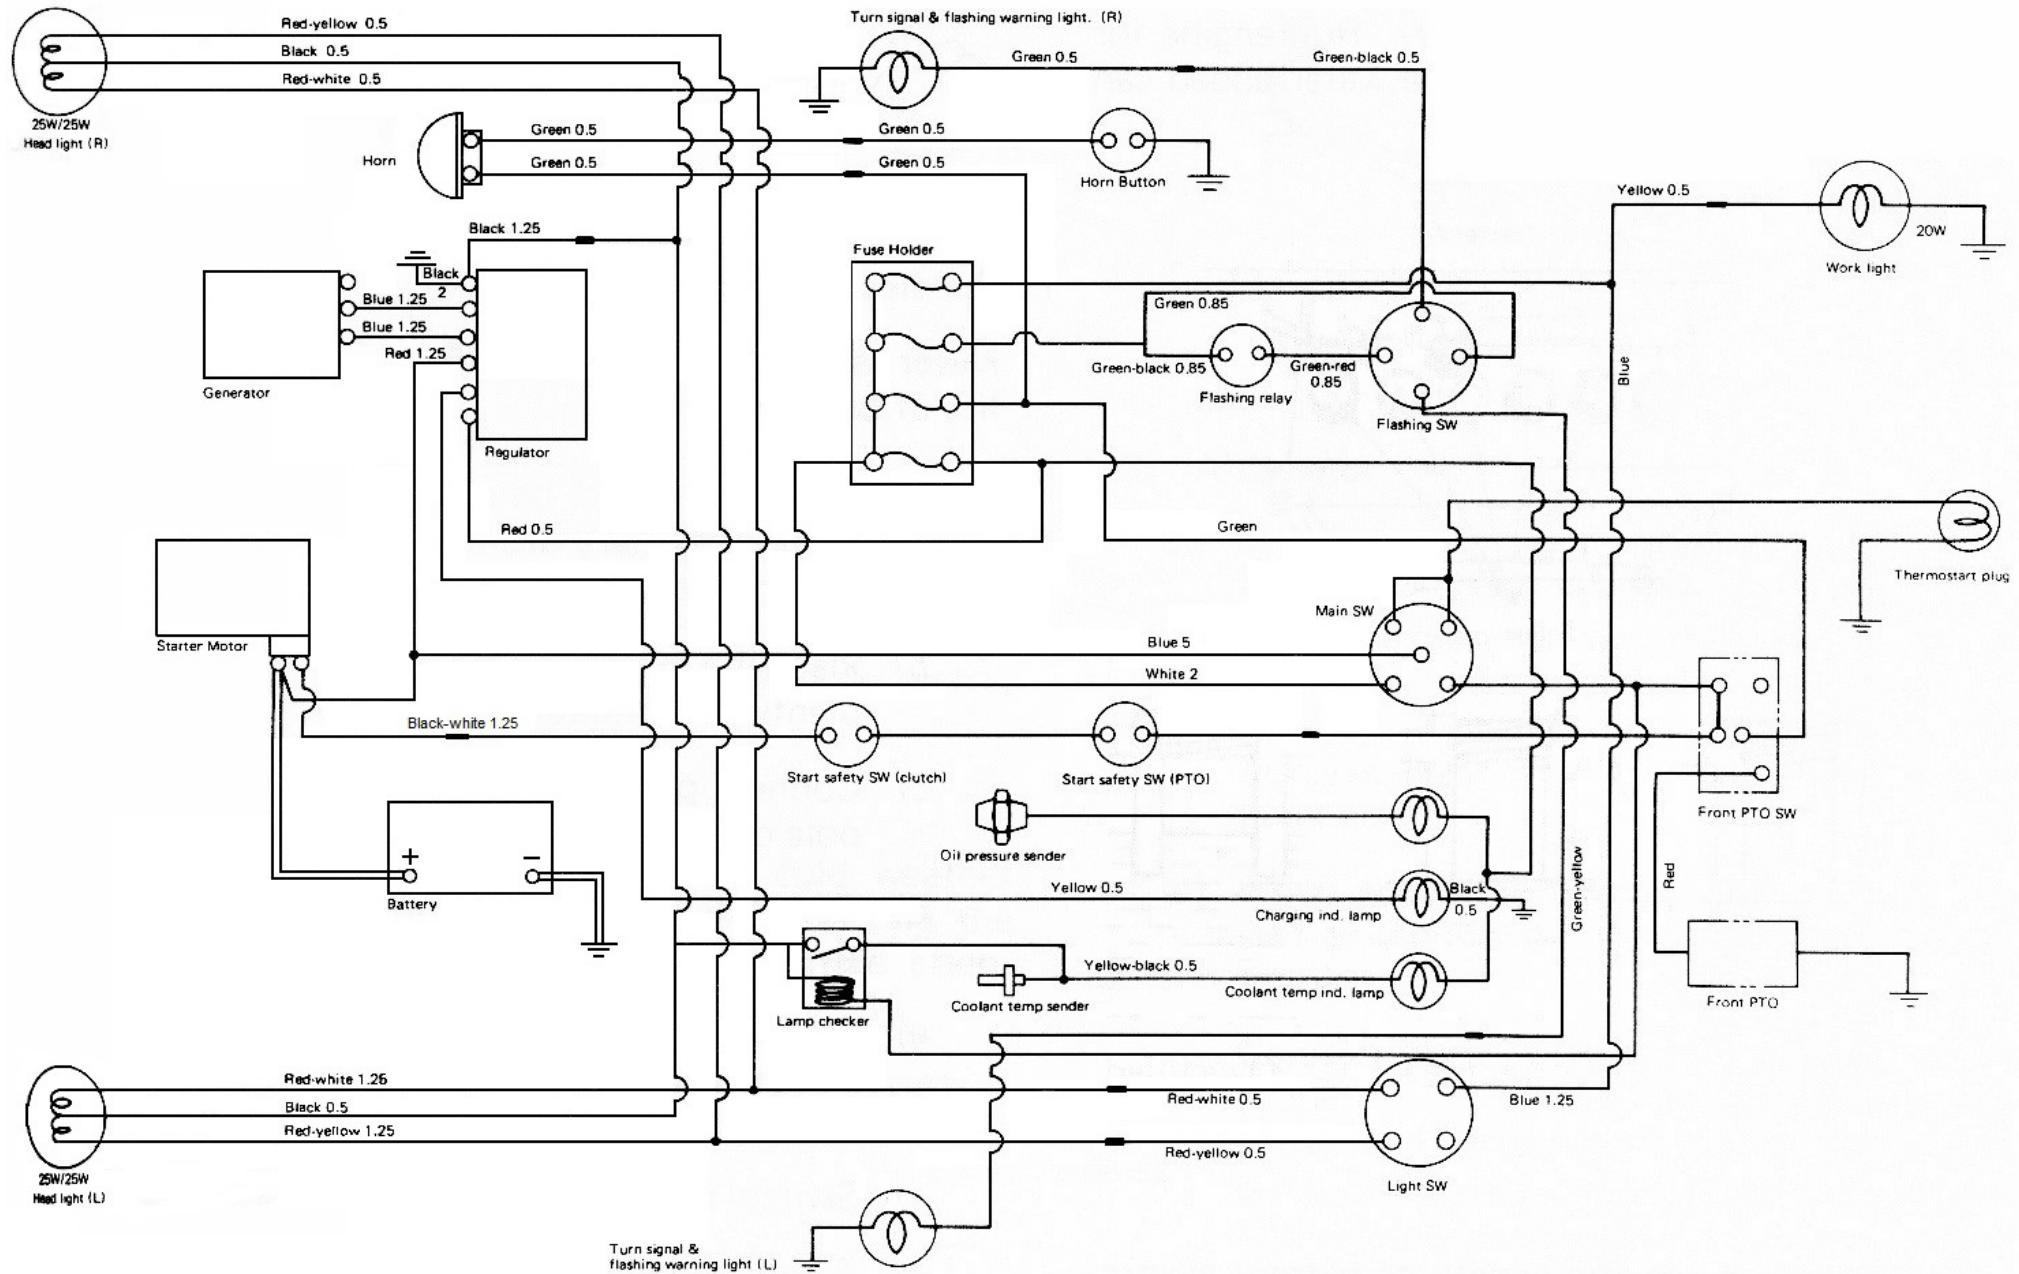 Red-yellow 0.5
Black 0.5
Red-white 0.5
25W/25W
Head light (R)
Turn signal & flashing warning light. (R)
Green 0.5
Green-black 0.5
Horn
Green 0.5
Green 0.5
Green 0.5
Green 0.5
Horn Button
Yellow 0.5
20W
Work light
Black 1.25
Black
2
Blue 1.25
Blue 1.25
Red 1.25
Generator
Regulator
Fuse Holder
Green 0.85
Green-black 0.85
Green-red
0.85
Flashing relay
Flashing SW
Blue
Red 0.5
Green
Thermostart plug
Starter Motor
Main SW
Blue 5
White 2
Black-white 1.25
Start safety SW (clutch)
Start safety SW (PTO)
Front PTO SW
Oil pressure sender
+
−
Battery
Yellow 0.5
Charging ind. lamp
Black
0.5
Green-yellow
Red
Yellow-black 0.5
Coolant temp sender
Coolant temp ind. lamp
Lamp checker
Front PTO
Red-white 1.25
Black 0.5
Red-yellow 1.25
Red-white 0.5
Red-yellow 0.5
Blue 1.25
Light SW
25W/25W
Head light (L)
Turn signal &
flashing warning light (L)